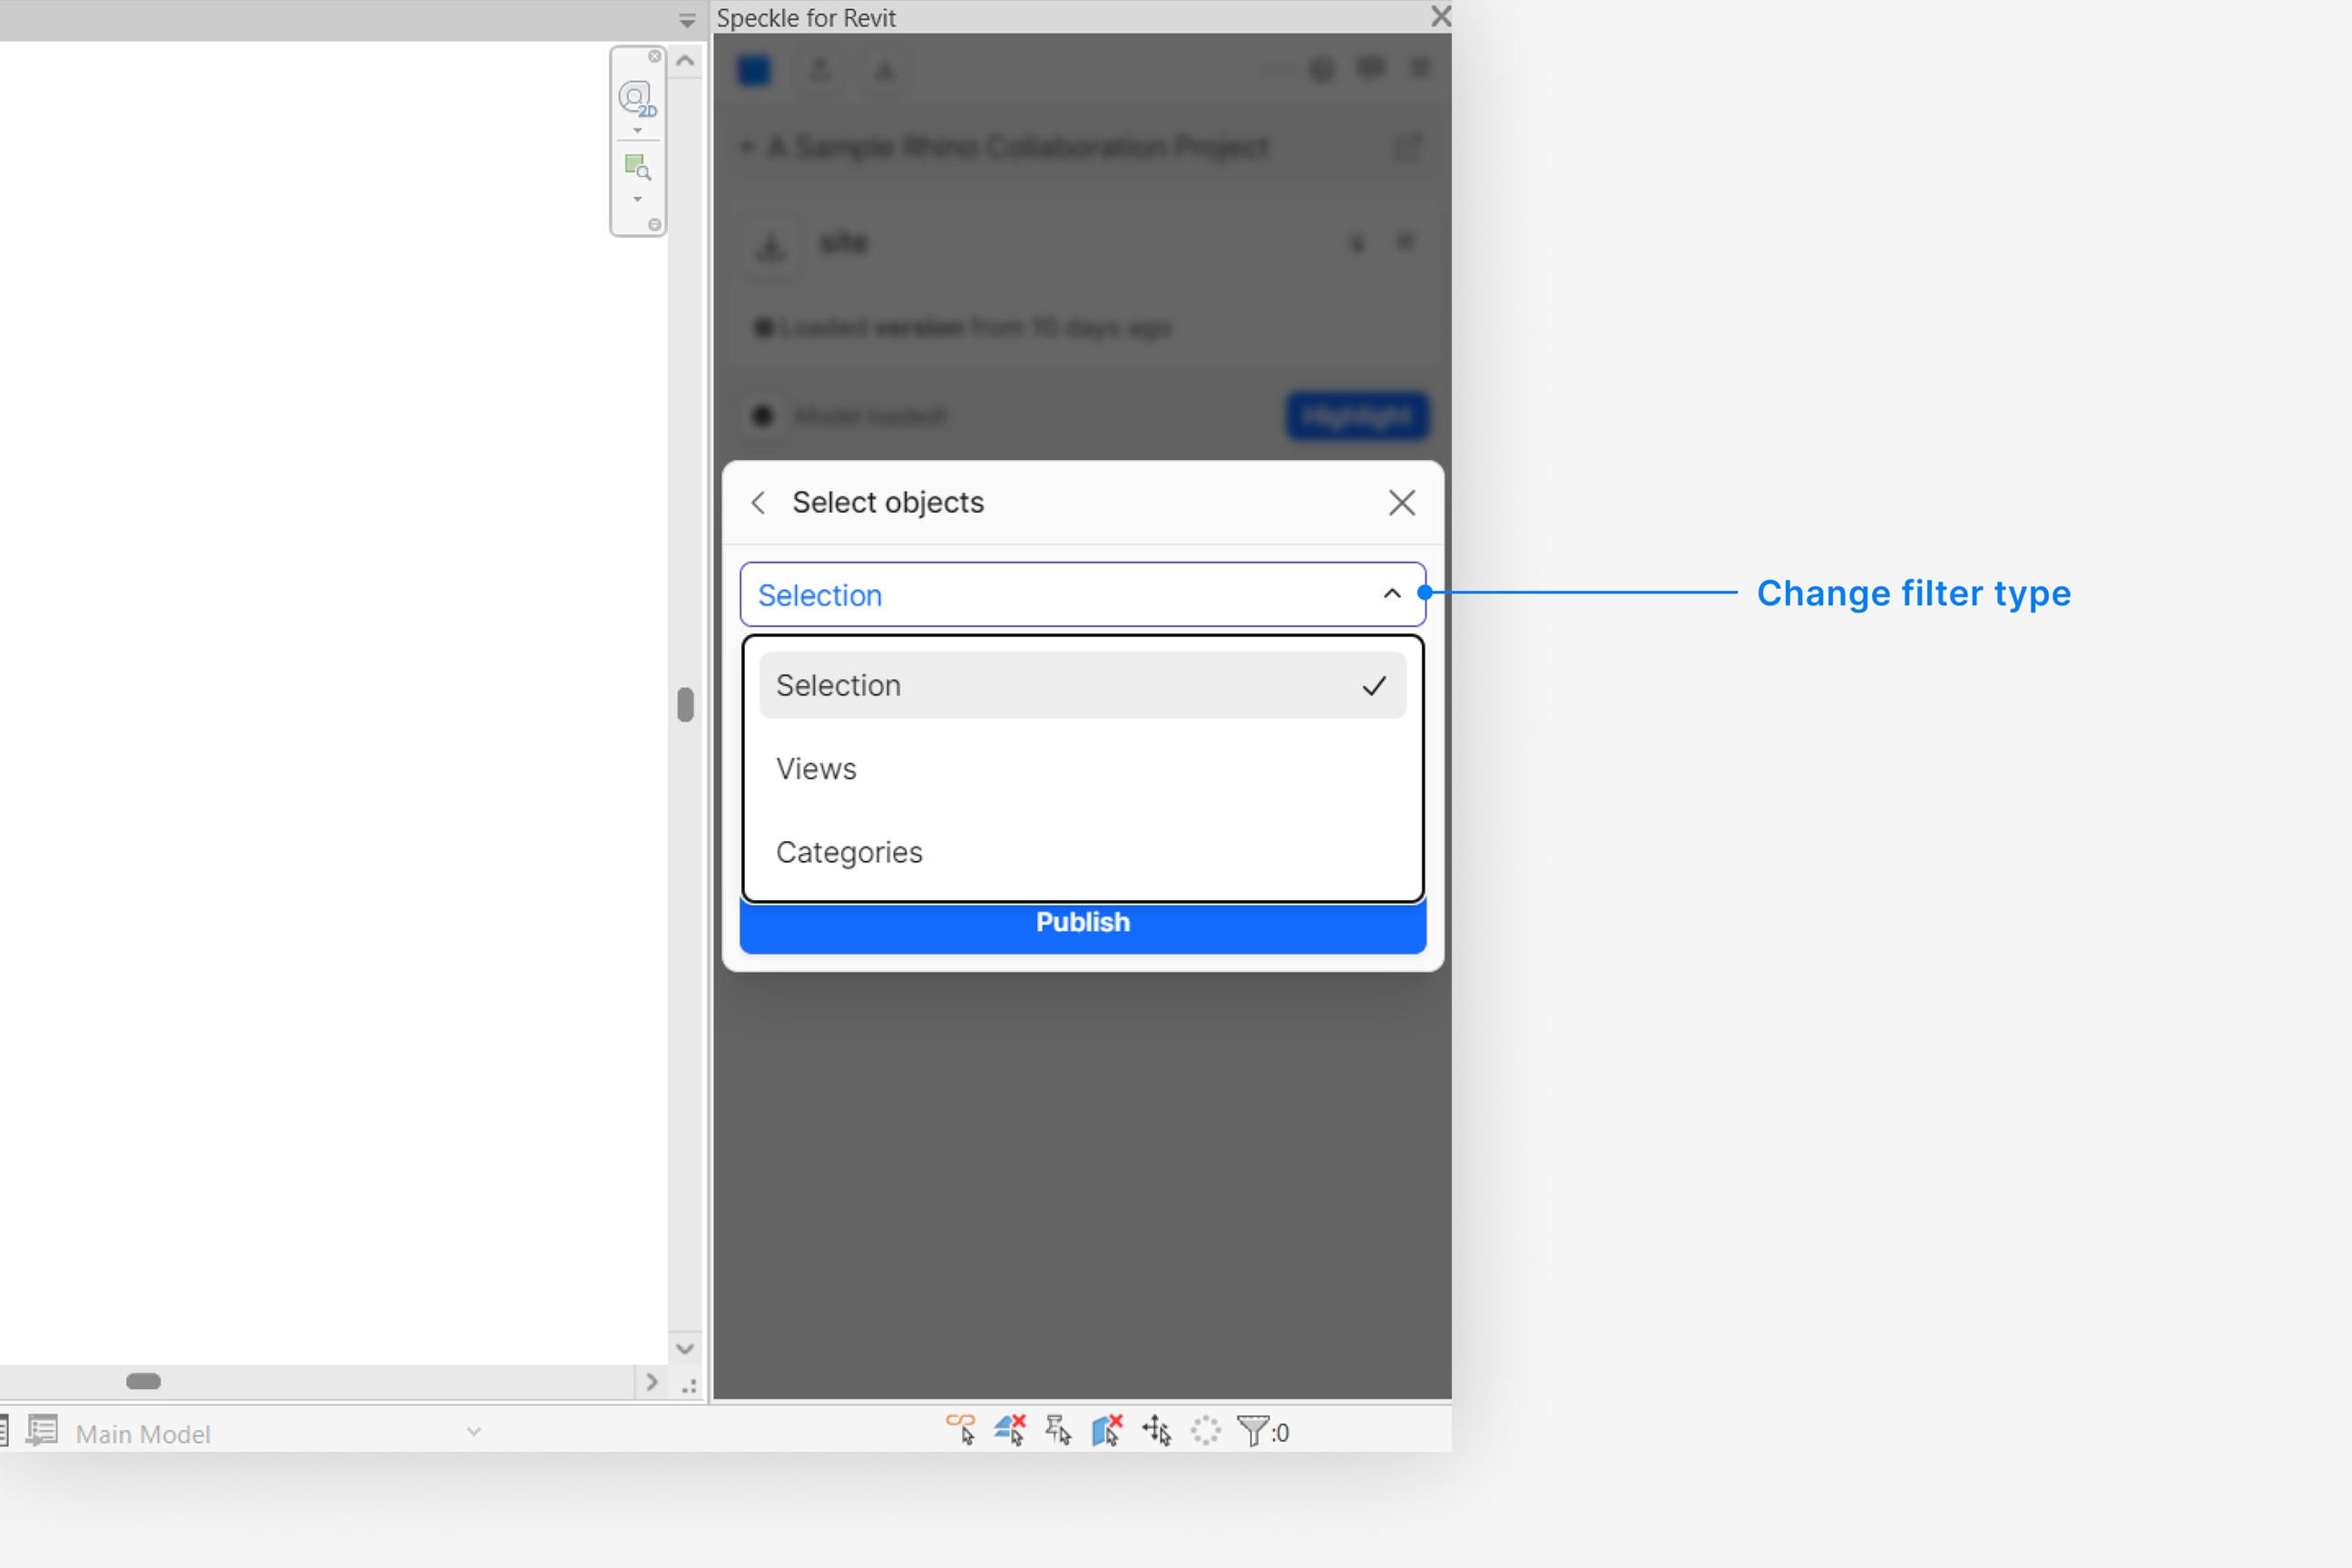 Speckle for Revit
2D
A Sample Rhino Collaboration Project
site
Loaded version from 10 days ago
Model loaded!
Highlight
Select objects
Selection
Change filter type
Selection
Views
Categories
Publish
Main Model
:0